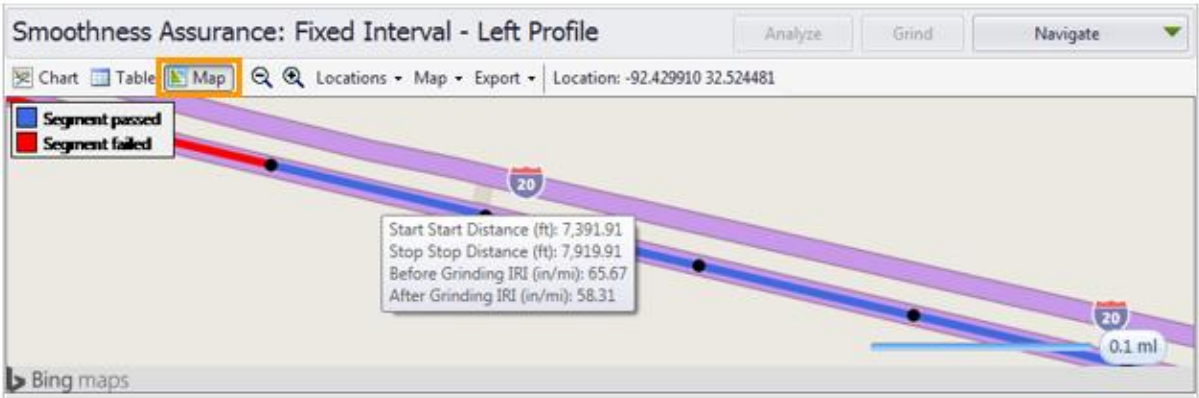 Smoothness Assurance: Fixed Interval - Left Profile
Analyze
Grind
Navigate
Chart Table Map Locations Map Export Location: -92.429910 32.524481
Segment passed
Segment failed
20
Start Start Distance (ft): 7,391.91
Stop Stop Distance (ft): 7,919.91
Before Grinding IRI (in/mi): 65.67
After Grinding IRI (in/mi): 58.31
20
0.1 ml
Bing maps